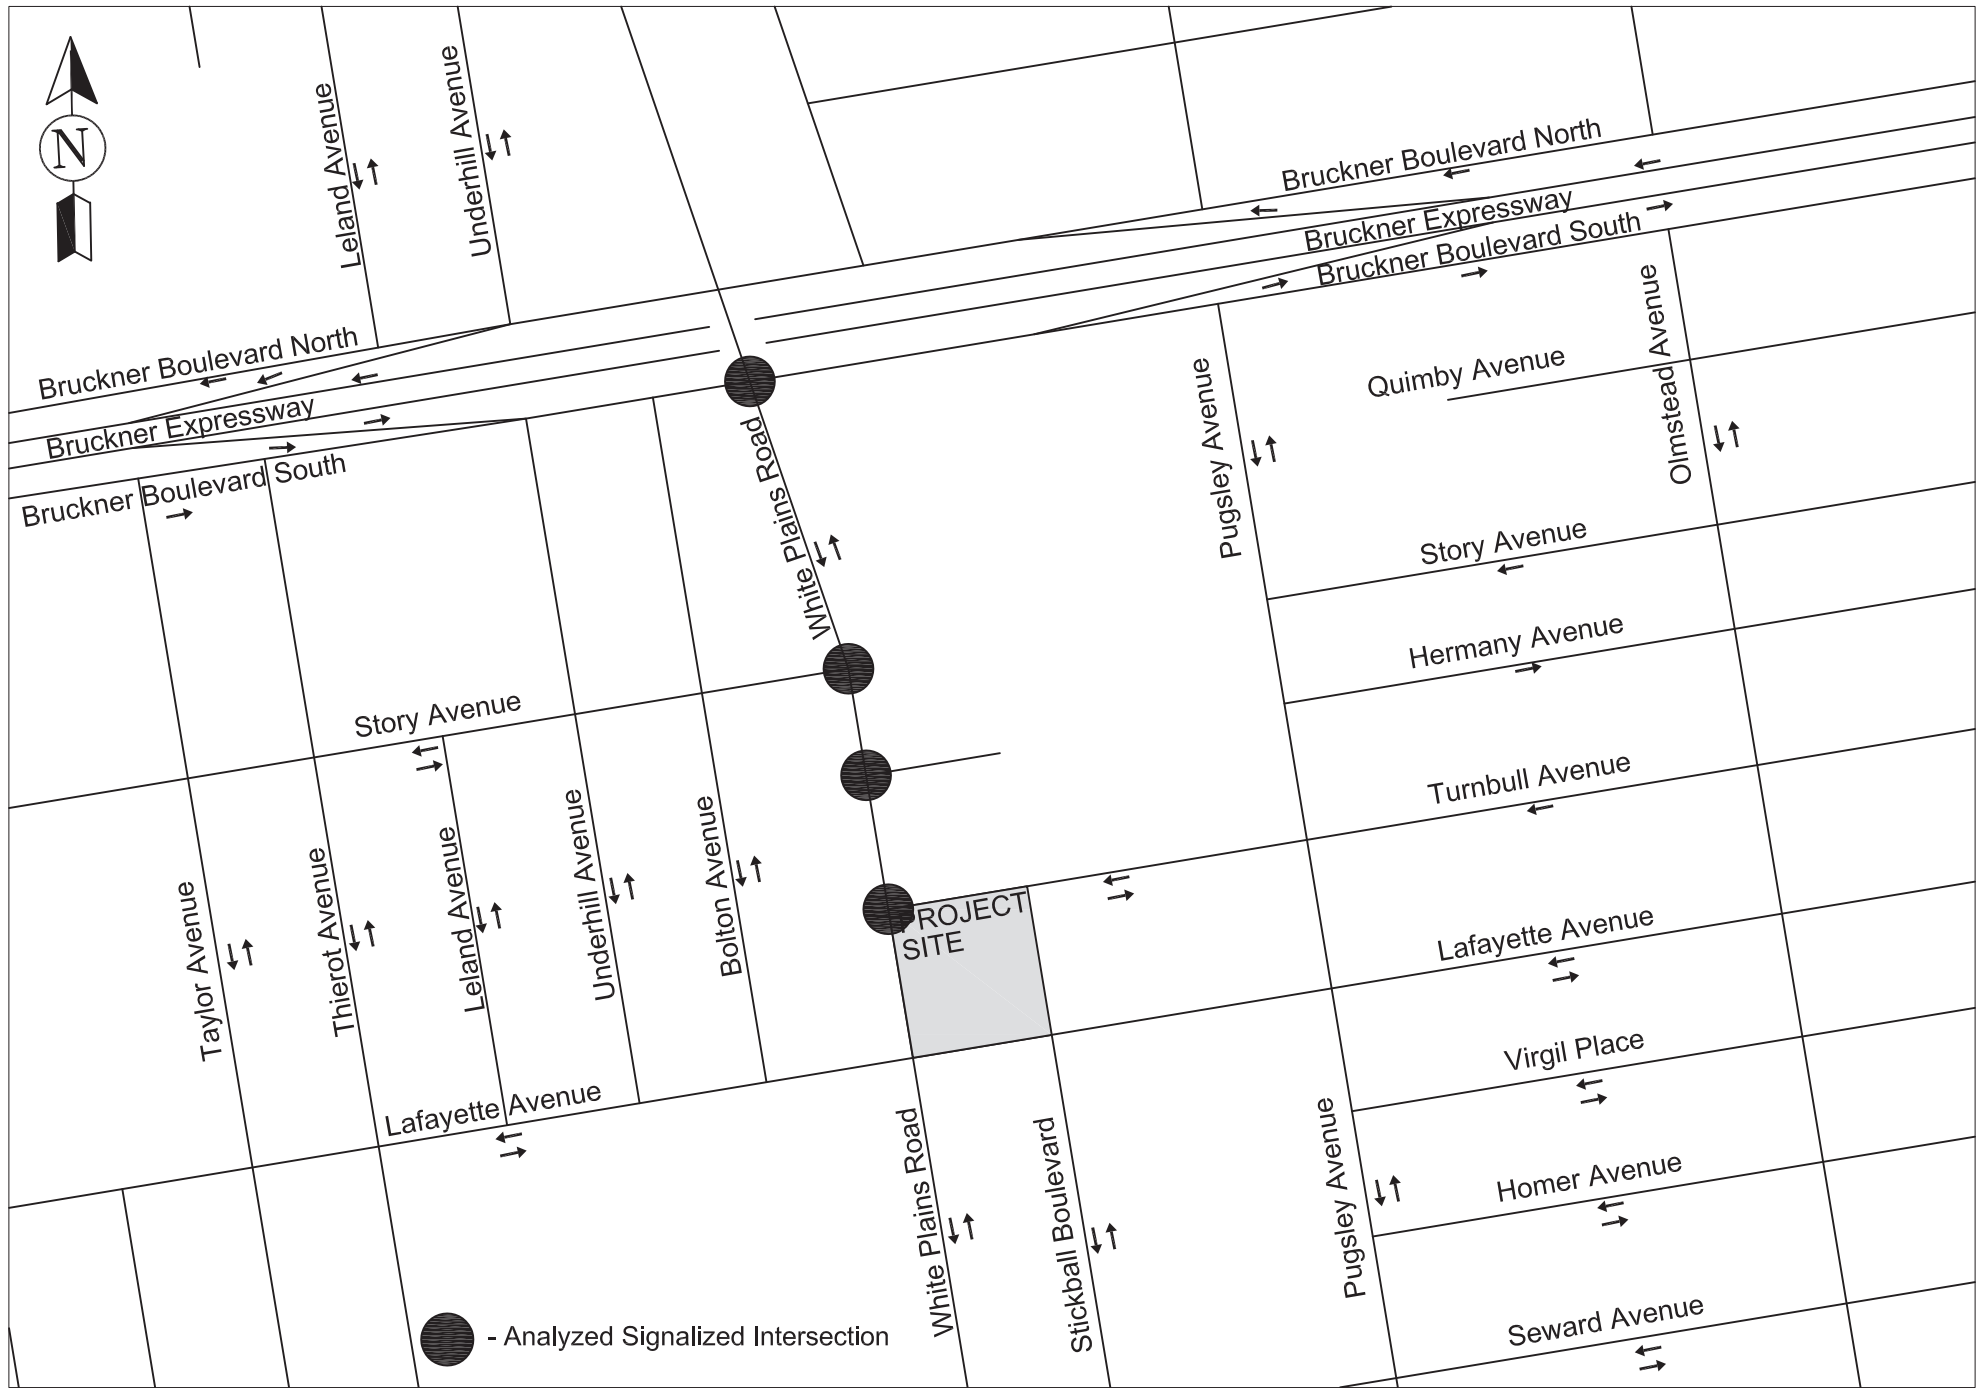 N
Leland Avenue
Underhill Avenue
Bruckner Boulevard North
Bruckner Expressway
Bruckner Boulevard South
Bruckner Boulevard North
Bruckner Expressway
Bruckner Boulevard South
White Plains Road
Pugsley Avenue
Quimby Avenue
Olmstead Avenue
Story Avenue
Hermany Avenue
Story Avenue
Turnbull Avenue
Taylor Avenue
Thierot Avenue
Leland Avenue
Underhill Avenue
Bolton Avenue
PROJECT
SITE
Lafayette Avenue
Lafayette Avenue
Virgil Place
White Plains Road
Stickball Boulevard
Pugsley Avenue
Homer Avenue
Seward Avenue
- Analyzed Signalized Intersection